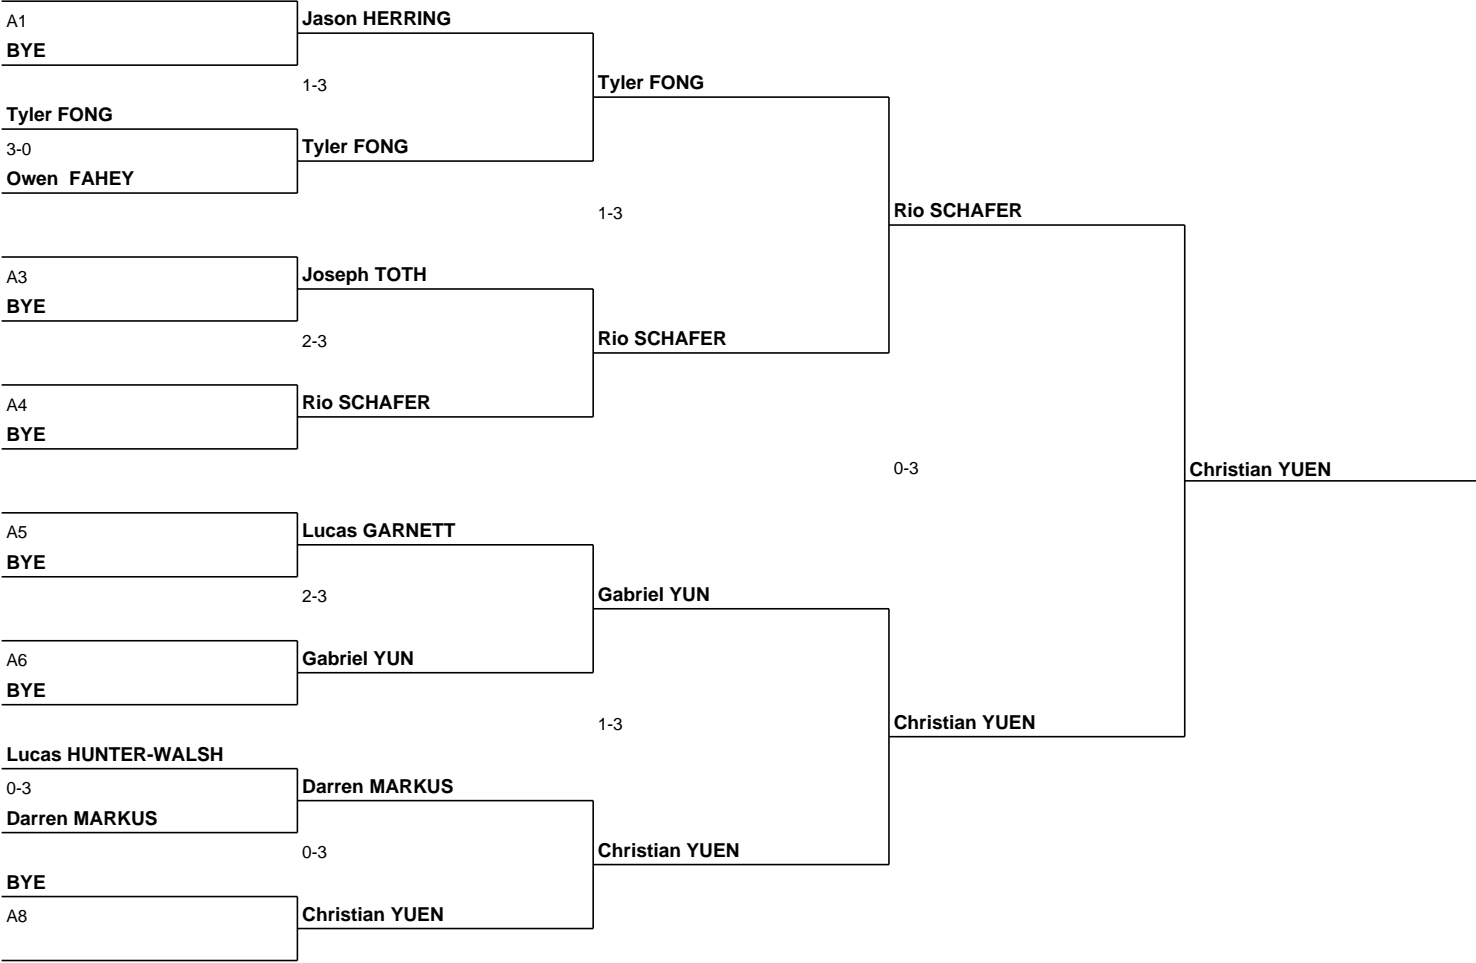 A1
BYE
Jason HERRING
1-3
Tyler FONG
Tyler FONG
3-0
Owen  FAHEY
Tyler FONG
1-3
Rio SCHAFER
A3
BYE
Joseph TOTH
2-3
Rio SCHAFER
A4
BYE
Rio SCHAFER
0-3
Christian YUEN
A5
BYE
Lucas GARNETT
2-3
Gabriel YUN
A6
BYE
Gabriel YUN
1-3
Christian YUEN
Lucas HUNTER-WALSH
0-3
Darren MARKUS
Darren MARKUS
0-3
Christian YUEN
BYE
A8
Christian YUEN